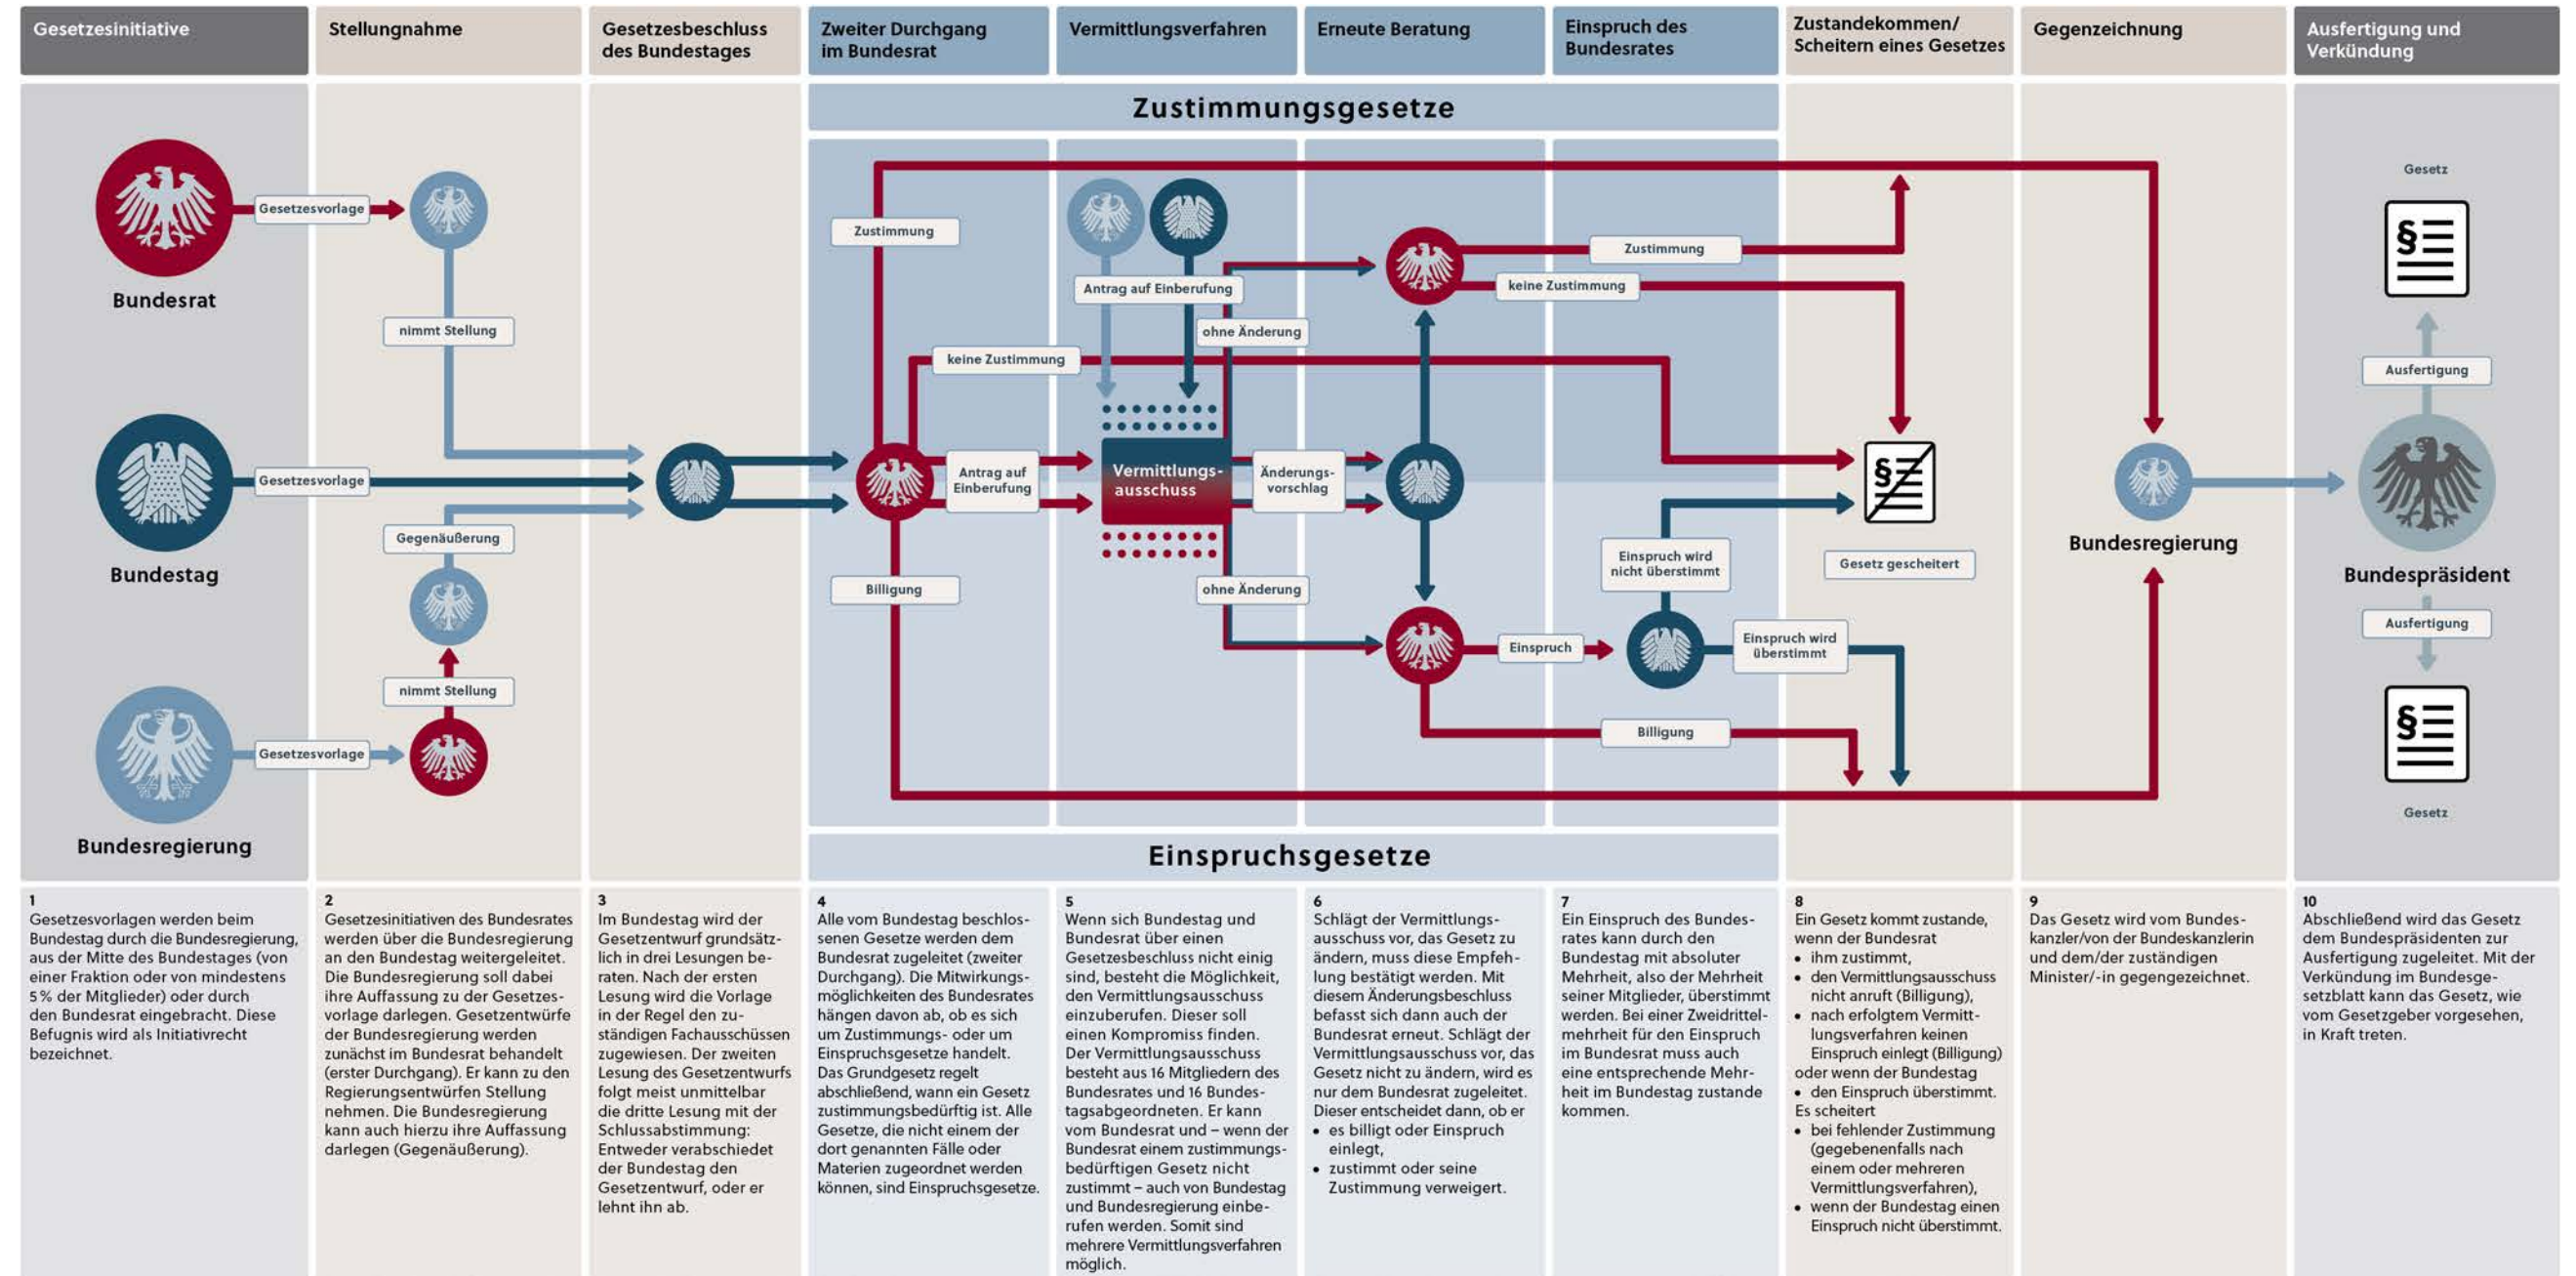 Gesetzesinitiative
Stellungnahme
Gesetzesbeschluss
des Bundestages
Zweiter Durchgang
im Bundesrat
Vermittlungsverfahren
Erneute Beratung
Einspruch des
Bundesrates
Zustandekommen/
Scheitern eines Gesetzes
Gegenzeichnung
Ausfertigung und
Verkündung
Zustimmungsgesetze
Gesetzesvorlage
Bundesrat
nimmt Stellung
Gesetzesvorlage
Bundestag
Gegenäußerung
nimmt Stellung
Gesetzesvorlage
Bundesregierung
Zustimmung
keine Zustimmung
Antrag auf
Einberufung
Billigung
Antrag auf Einberufung
ohne Änderung
Vermittlungs-
ausschuss
Änderungs-
vorschlag
ohne Änderung
Zustimmung
keine Zustimmung
Einspruch
Einspruch wird
nicht überstimmt
Einspruch wird
überstimmt
Billigung
§
Gesetz gescheitert
Bundesregierung
Gesetz
§
Ausfertigung
Bundespräsident
Ausfertigung
§
Gesetz
Einspruchsgesetze
1
Gesetzesvorlagen werden beim
Bundestag durch die Bundesregierung,
aus der Mitte des Bundestages (von
einer Fraktion oder von mindestens
5 % der Mitglieder) oder durch
den Bundesrat eingebracht. Diese
Befugnis wird als Initiativrecht
bezeichnet.
2
Gesetzesinitiativen des Bundesrates
werden über die Bundesregierung
an den Bundestag weitergeleitet.
Die Bundesregierung soll dabei
ihre Auffassung zu der Gesetzes-
vorlage darlegen. Gesetzentwürfe
der Bundesregierung werden
zunächst im Bundesrat behandelt
(erster Durchgang). Er kann zu den
Regierungsentwürfen Stellung
nehmen. Die Bundesregierung
kann auch hierzu ihre Auffassung
darlegen (Gegenäußerung).
3
Im Bundestag wird der
Gesetzentwurf grundsätz-
lich in drei Lesungen be-
raten. Nach der ersten
Lesung wird die Vorlage
in der Regel den zu-
ständigen Fachausschüssen
zugewiesen. Der zweiten
Lesung des Gesetzentwurfs
folgt meist unmittelbar
die dritte Lesung mit der
Schlussabstimmung:
Entweder verabschiedet
der Bundestag den
Gesetzentwurf, oder er
lehnt ihn ab.
4
Alle vom Bundestag beschlos-
senen Gesetze werden dem
Bundesrat zugeleitet (zweiter
Durchgang). Die Mitwirkungs-
möglichkeiten des Bundesrates
hängen davon ab, ob es sich
um Zustimmungs- oder um
Einspruchsgesetze handelt.
Das Grundgesetz regelt
abschließend, wann ein Gesetz
zustimmungsbedürftig ist. Alle
Gesetze, die nicht einem der
dort genannten Fälle oder
Materien zugeordnet werden
können, sind Einspruchsgesetze.
5
Wenn sich Bundestag und
Bundesrat über einen
Gesetzesbeschluss nicht einig
sind, besteht die Möglichkeit,
den Vermittlungsausschuss
einzuberufen. Dieser soll
einen Kompromiss finden.
Der Vermittlungsausschuss
besteht aus 16 Mitgliedern des
Bundesrates und 16 Bundes-
tagsabgeordneten. Er kann
vom Bundesrat und – wenn der
Bundesrat einem zustimmungs-
bedürftigen Gesetz nicht
zustimmt – auch von Bundestag
und Bundesregierung einbe-
rufen werden. Somit sind
mehrere Vermittlungsverfahren
möglich.
6
Schlägt der Vermittlungs-
ausschuss vor, das Gesetz zu
ändern, muss diese Empfeh-
lung bestätigt werden. Mit
diesem Änderungsbeschluss
befasst sich dann auch der
Bundesrat erneut. Schlägt der
Vermittlungsausschuss vor, das
Gesetz nicht zu ändern, wird es
nur dem Bundesrat zugeleitet.
Dieser entscheidet dann, ob er
• es billigt oder Einspruch
einlegt,
• zustimmt oder seine
Zustimmung verweigert.
7
Ein Einspruch des Bundes-
rates kann durch den
Bundestag mit absoluter
Mehrheit, also der Mehrheit
seiner Mitglieder, überstimmt
werden. Bei einer Zweidrittel-
mehrheit für den Einspruch
im Bundesrat muss auch
eine entsprechende Mehr-
heit im Bundestag zustande
kommen.
8
Ein Gesetz kommt zustande,
wenn der Bundesrat
• ihm zustimmt,
• den Vermittlungsausschuss
nicht anruft (Billigung),
• nach erfolgtem Vermitt-
lungsverfahren keinen
Einspruch einlegt (Billigung)
oder wenn der Bundestag
• den Einspruch überstimmt.
Es scheitert
• bei fehlender Zustimmung
(gegebenenfalls nach
einem oder mehreren
Vermittlungsverfahren),
• wenn der Bundestag einen
Einspruch nicht überstimmt.
9
Das Gesetz wird vom Bundes-
kanzler/von der Bundeskanzlerin
und dem/der zuständigen
Minister/-in gegengezeichnet.
10
Abschließend wird das Gesetz
dem Bundespräsidenten zur
Ausfertigung zugeleitet. Mit der
Verkündung im Bundesge-
setzblatt kann das Gesetz, wie
vom Gesetzgeber vorgesehen,
in Kraft treten.